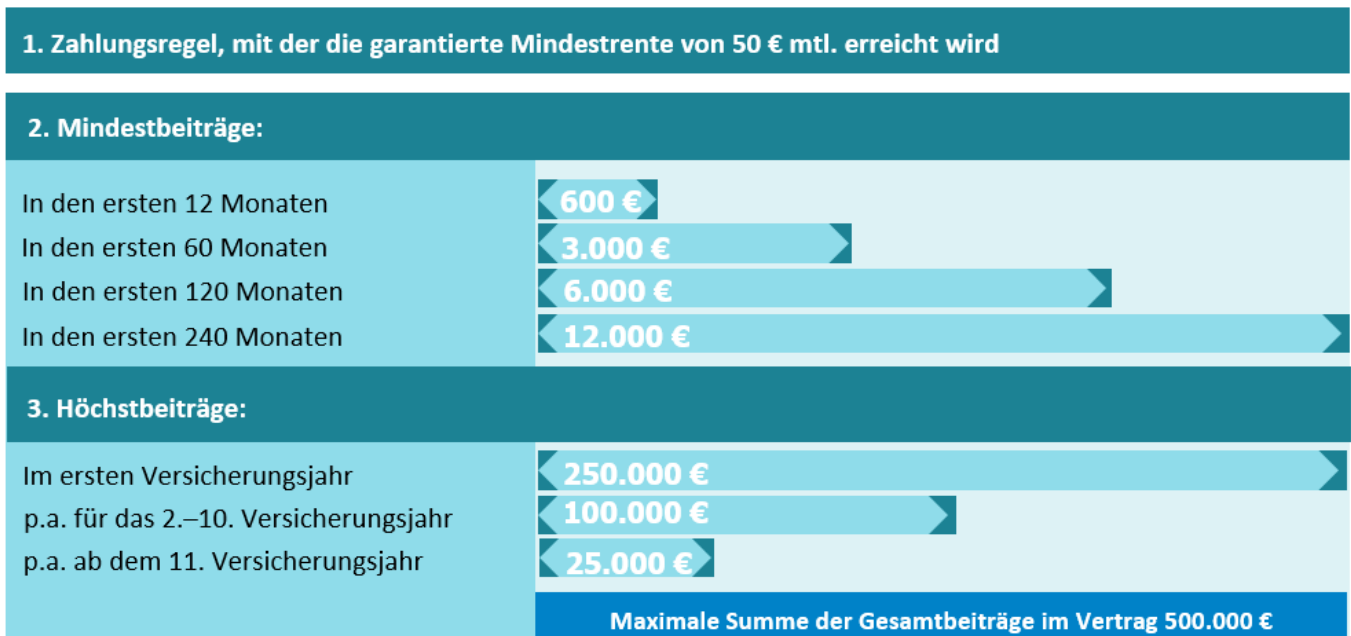 1. Zahlungsregel, mit der die garantierte Mindestrente von 50 € mtl. erreicht wird
2. Mindestbeiträge:
In den ersten 12 Monaten 600 €
In den ersten 60 Monaten 3.000 €
In den ersten 120 Monaten 6.000 €
In den ersten 240 Monaten 12.000 €
3. Höchstbeiträge:
Im ersten Versicherungsjahr 250.000 €
p.a. für das 2.–10. Versicherungsjahr 100.000 €
p.a. ab dem 11. Versicherungsjahr 25.000 €
Maximale Summe der Gesamtbeiträge im Vertrag 500.000 €